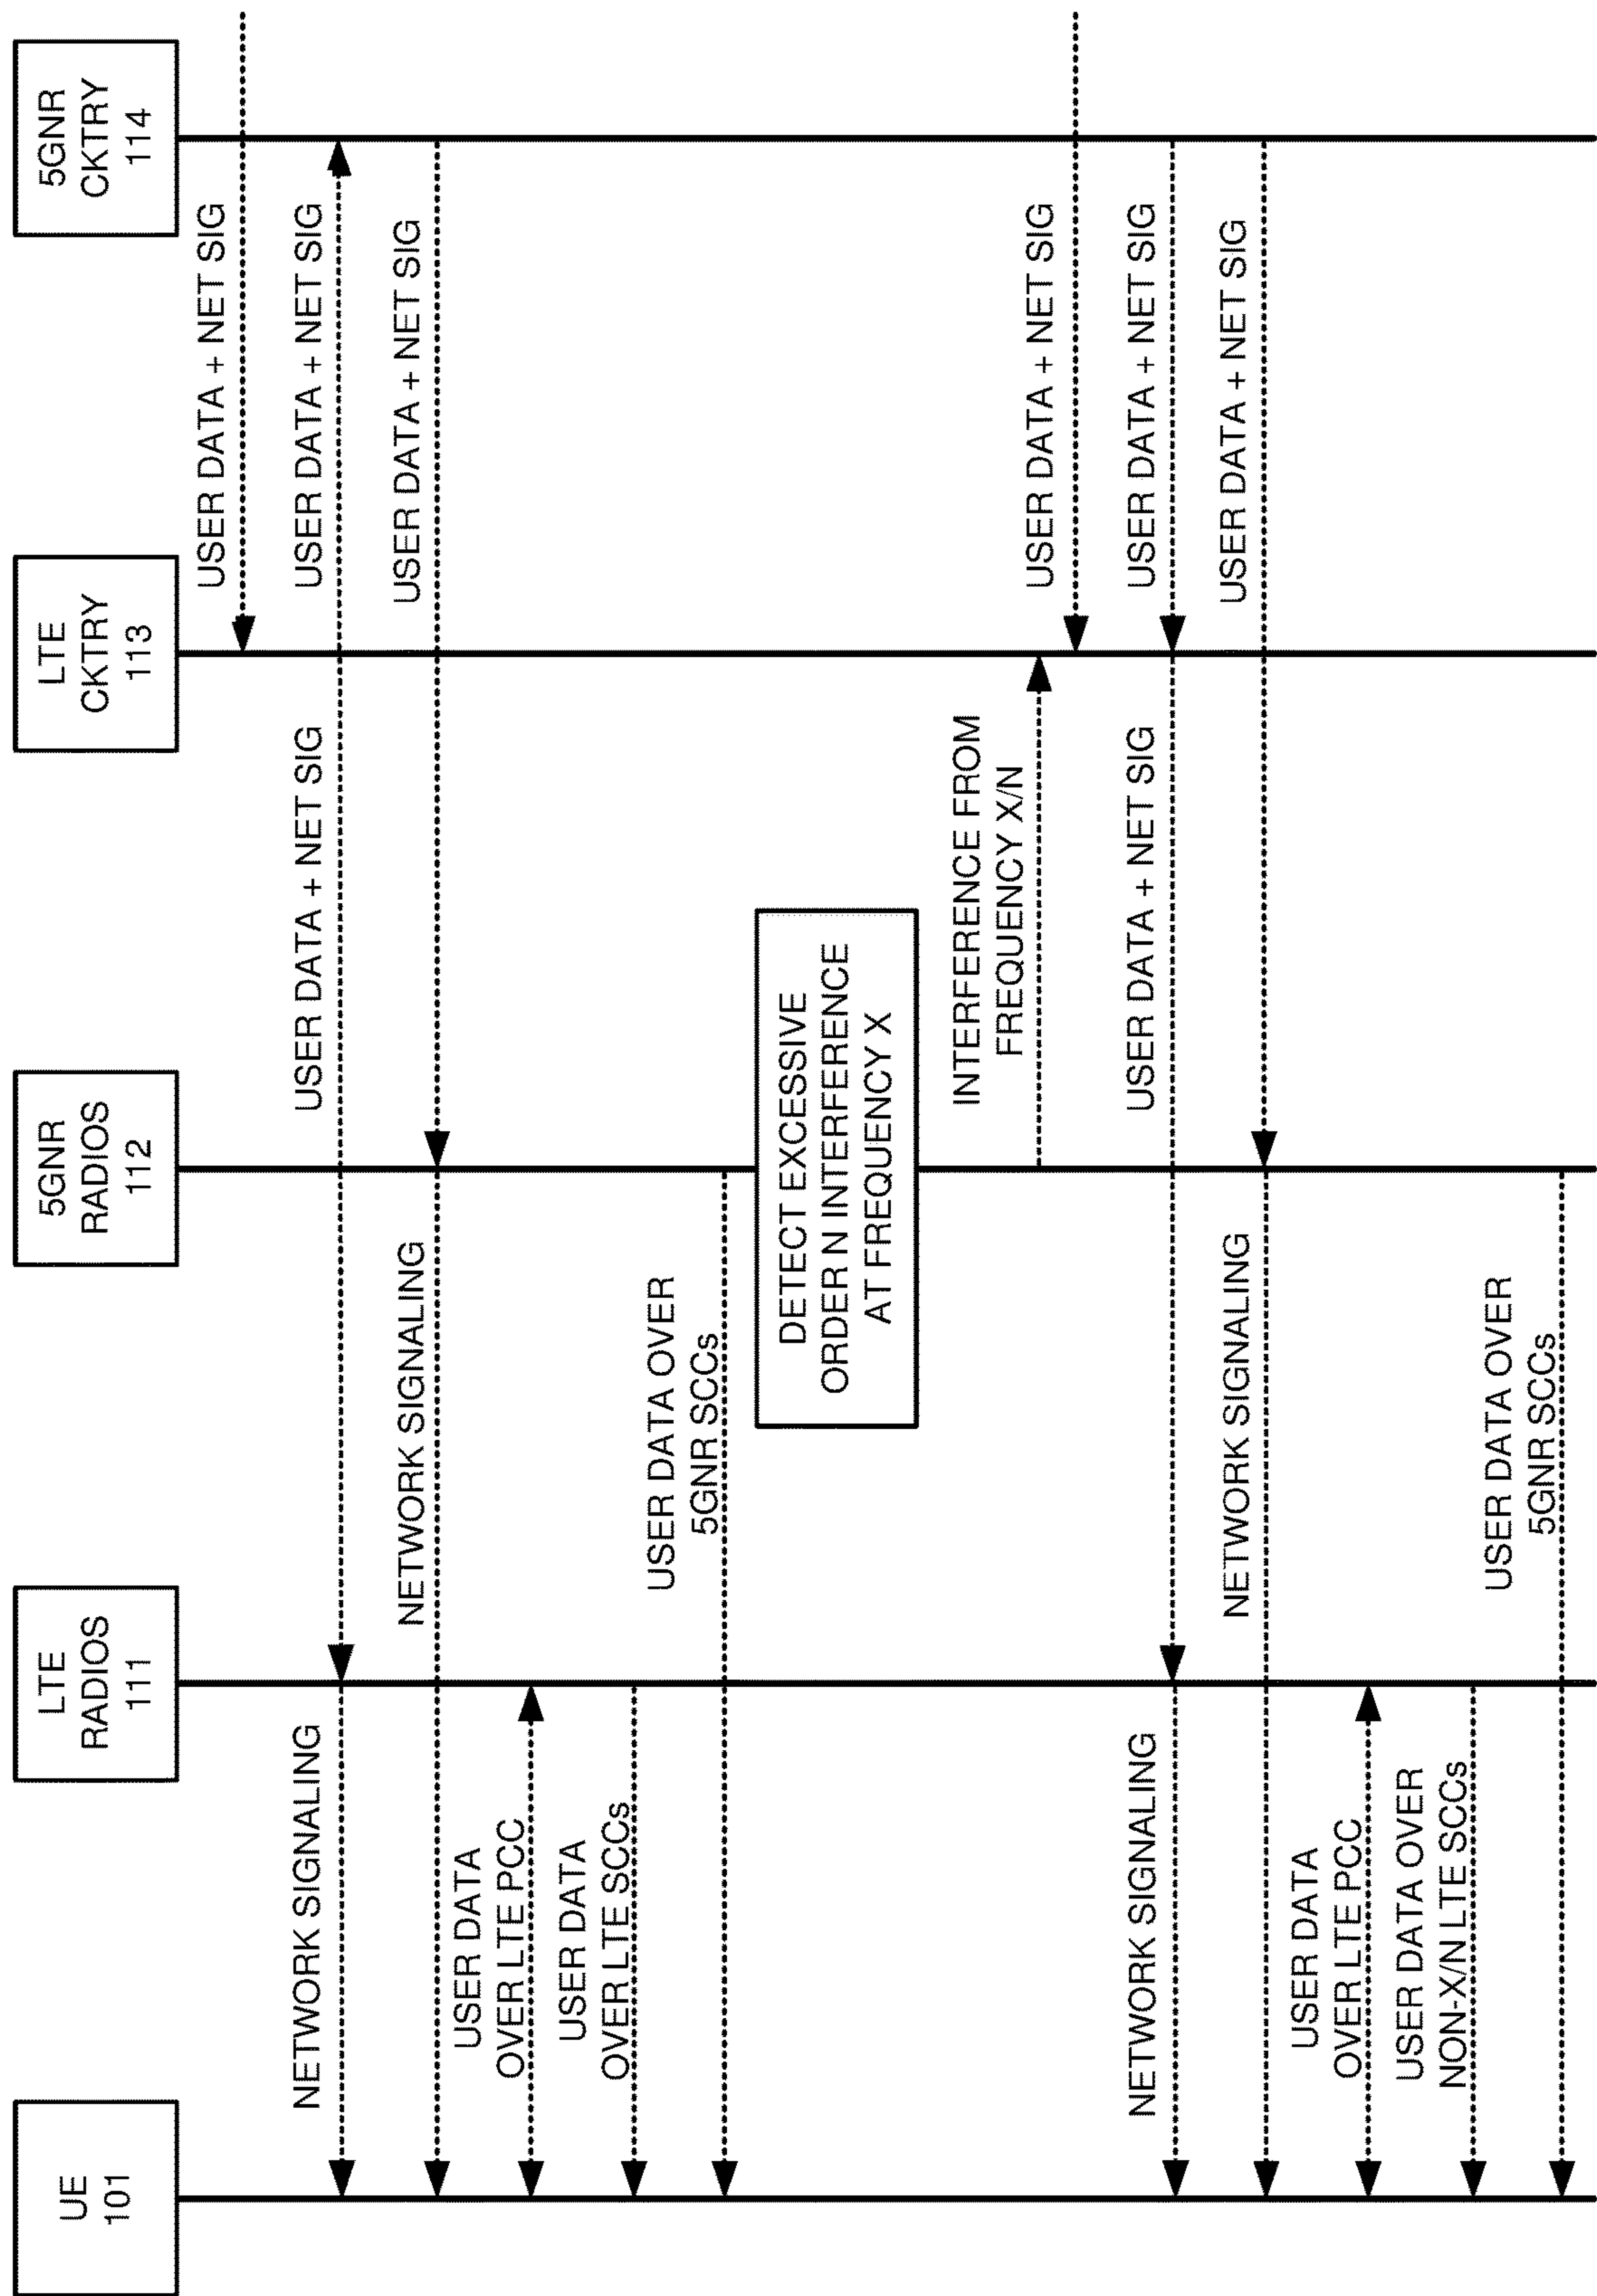 UE
101
LTE
RADIOS
111
5GNR
RADIOS
112
LTE
CKTRY
113
5GNR
CKTRY
114
USER DATA + NET SIG
NETWORK SIGNALING
USER DATA + NET SIG
USER DATA + NET SIG
NETWORK SIGNALING
USER DATA + NET SIG
USER DATA
OVER LTE PCC
USER DATA
OVER LTE SCCs
USER DATA OVER
5GNR SCCs
DETECT EXCESSIVE
ORDER N INTERFERENCE
AT FREQUENCY X
INTERFERENCE FROM
FREQUENCY X/N
USER DATA + NET SIG
NETWORK SIGNALING
USER DATA + NET SIG
USER DATA + NET SIG
NETWORK SIGNALING
USER DATA + NET SIG
USER DATA
OVER LTE PCC
USER DATA OVER
NON-X/N LTE SCCs
USER DATA OVER
5GNR SCCs